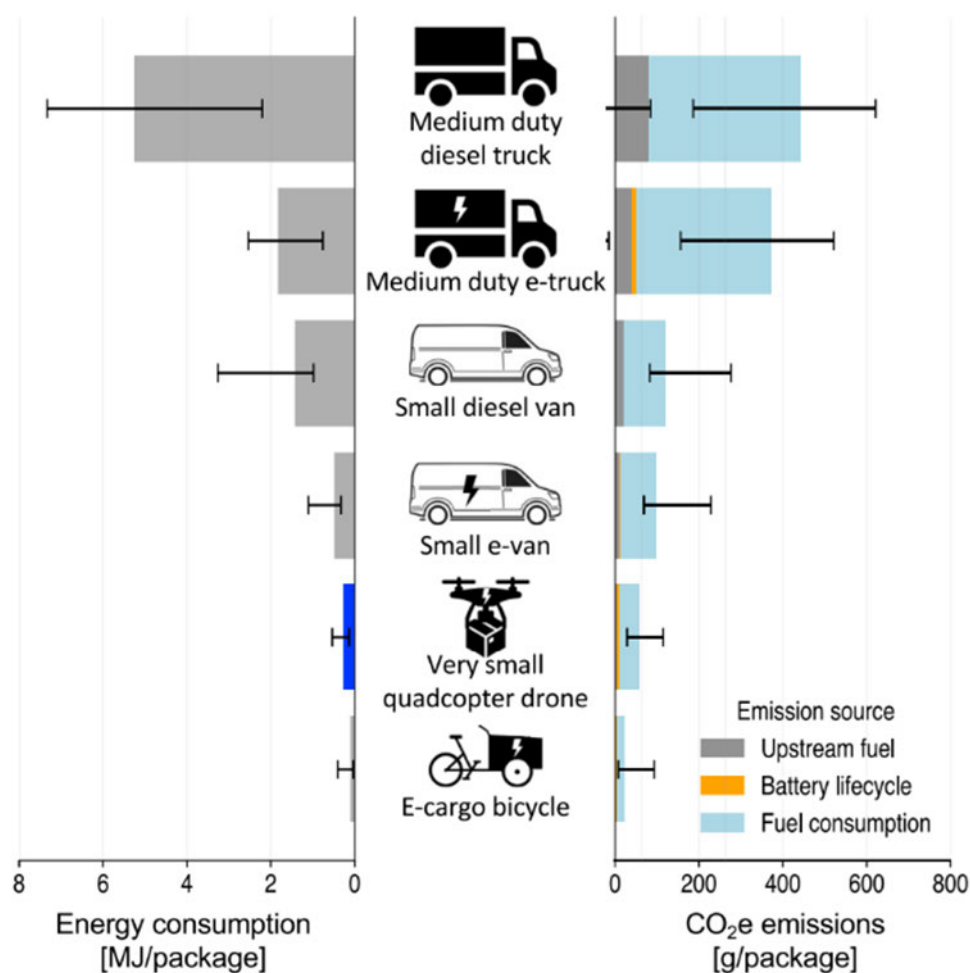 Medium duty
diesel truck
Medium duty e-truck
Small diesel van
Small e-van
Very small
quadcopter drone
E-cargo bicycle
Emission source
Upstream fuel
Battery lifecycle
Fuel consumption
8 6 4 2 0
0 200 400 600 800
Energy consumption
[MJ/package]
CO₂e emissions
[g/package]